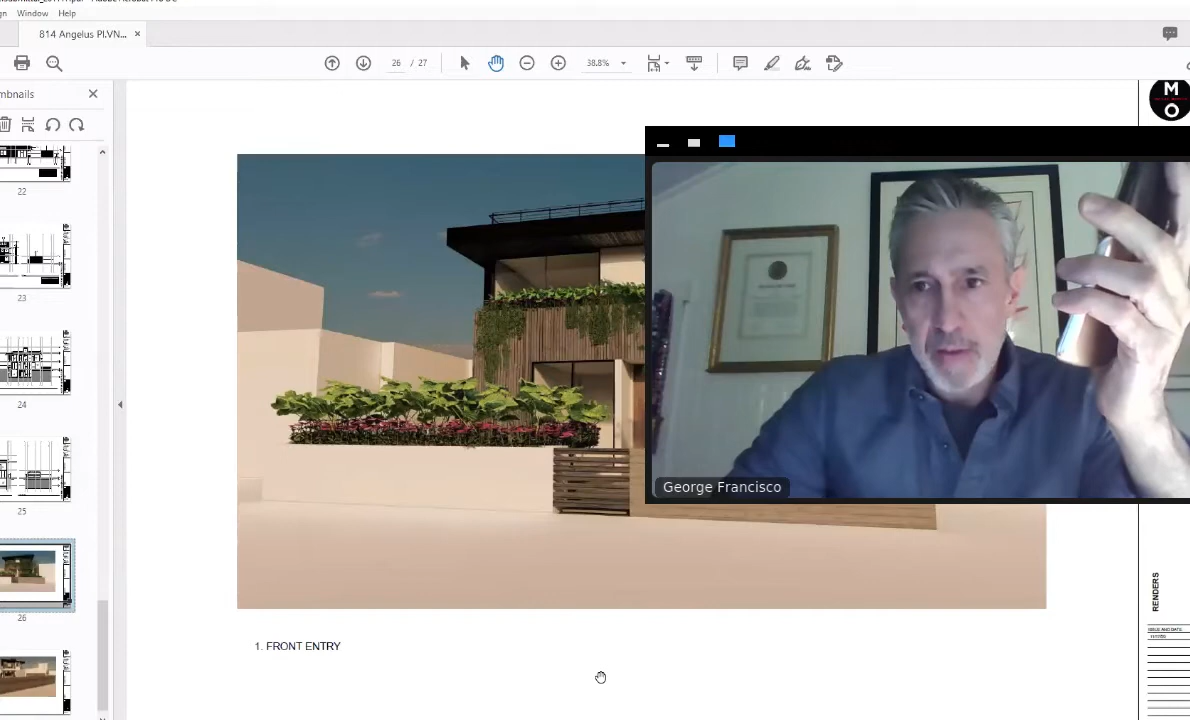 Window Help
814 Angelus Pl.VN...
26 / 27
38.8%
22
23
24
25
26
M
O
George Francisco
RENDERS
1. FRONT ENTRY